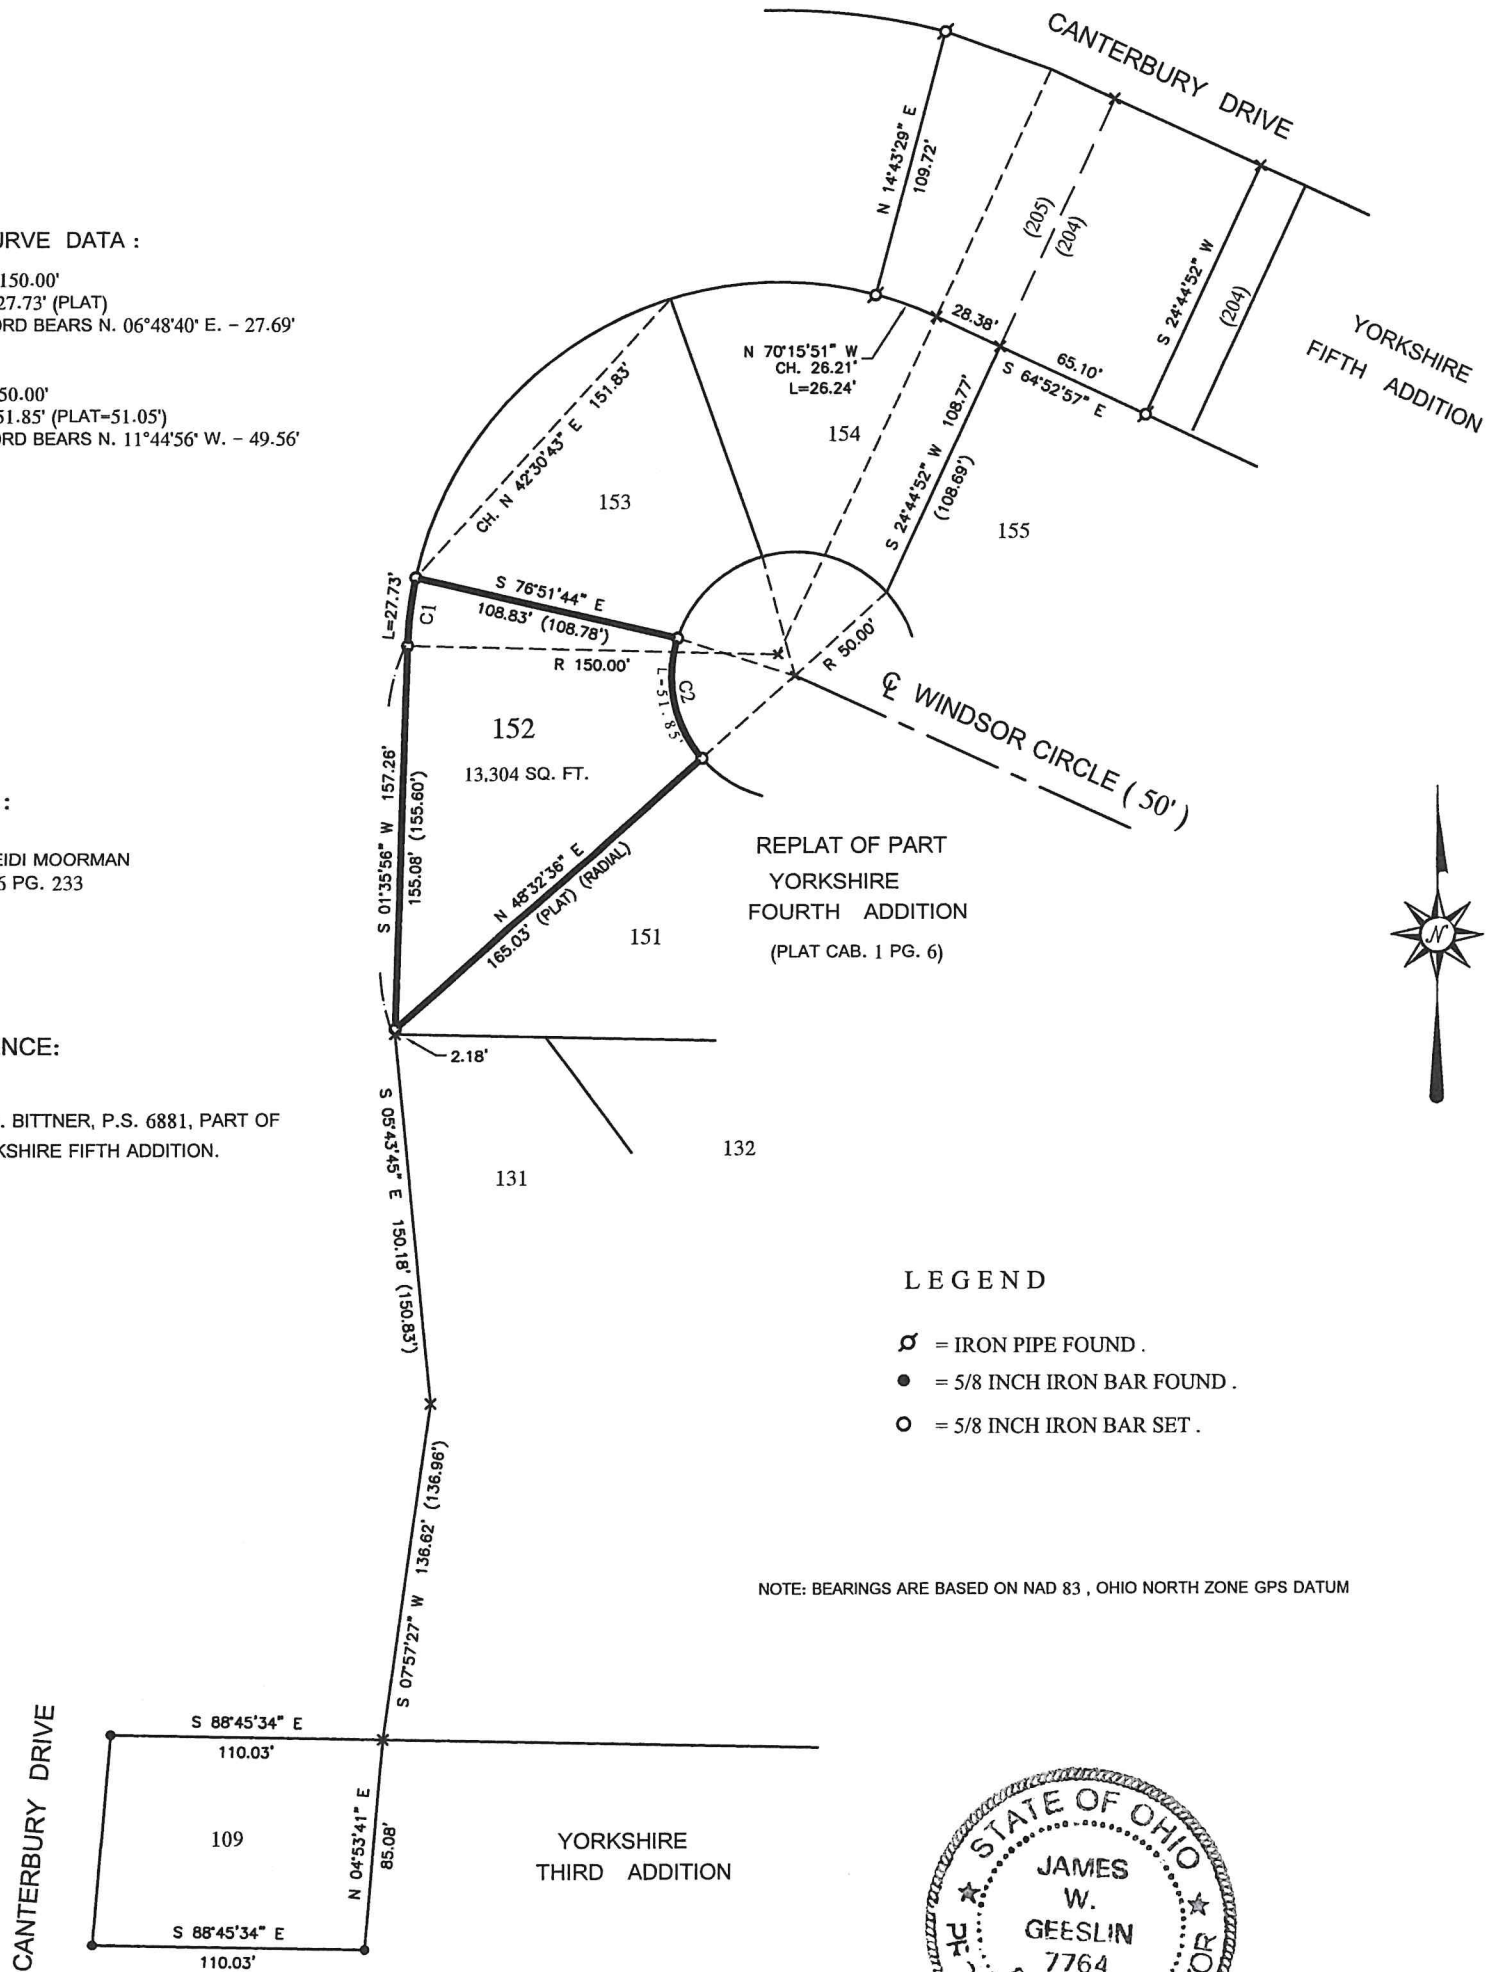 CANTERBURY DRIVE
N 14°43'29" E
109.72'
(205)
(204)
S 24°44'52" W
(204)
YORKSHIRE
FIFTH ADDITION
URVE DATA :
150.00'
27.73' (PLAT)
ORD BEARS N. 06°48'40" E. - 27.69'
50.00'
51.85' (PLAT=51.05')
ORD BEARS N. 11°44'56" W. - 49.56'
28.38'
65.10'
S 64°52'57" E
N 70°15'51" W
CH. 26.21'
L=26.24'
154
CH. N 42°30'43" E 151.83'
153
S 24°44'52" W 108.77'
(108.69')
155
L=27.73'
C1
S 76°51'44" E
108.83' (108.78')
R 150.00'
R 50.00'
C2
L=51.85'
℄ WINDSOR CIRCLE ( 50' )
152
13,304 SQ. FT.
S 01°35'56" W 157.26'
155.08' (155.60')
N 48°32'36" E
165.03' (PLAT) (RADIAL)
:
EIDI MOORMAN
6 PG. 233
REPLAT OF PART
YORKSHIRE
FOURTH ADDITION
(PLAT CAB. 1 PG. 6)
151
N
2.18'
NCE:
. BITTNER, P.S. 6881, PART OF
KSHIRE FIFTH ADDITION.
S 05°43'45" E 150.18' (150.83')
131
132
LEGEND
= IRON PIPE FOUND .
= 5/8 INCH IRON BAR FOUND .
= 5/8 INCH IRON BAR SET .
S 07°57'27" W 136.62' (136.96')
NOTE: BEARINGS ARE BASED ON NAD 83 , OHIO NORTH ZONE GPS DATUM
CANTERBURY DRIVE
S 88°45'34" E
110.03'
109
N 04°53'41" E
85.08'
S 88°45'34" E
110.03'
YORKSHIRE
THIRD ADDITION
STATE OF OHIO
JAMES
W.
GEESLIN
7764